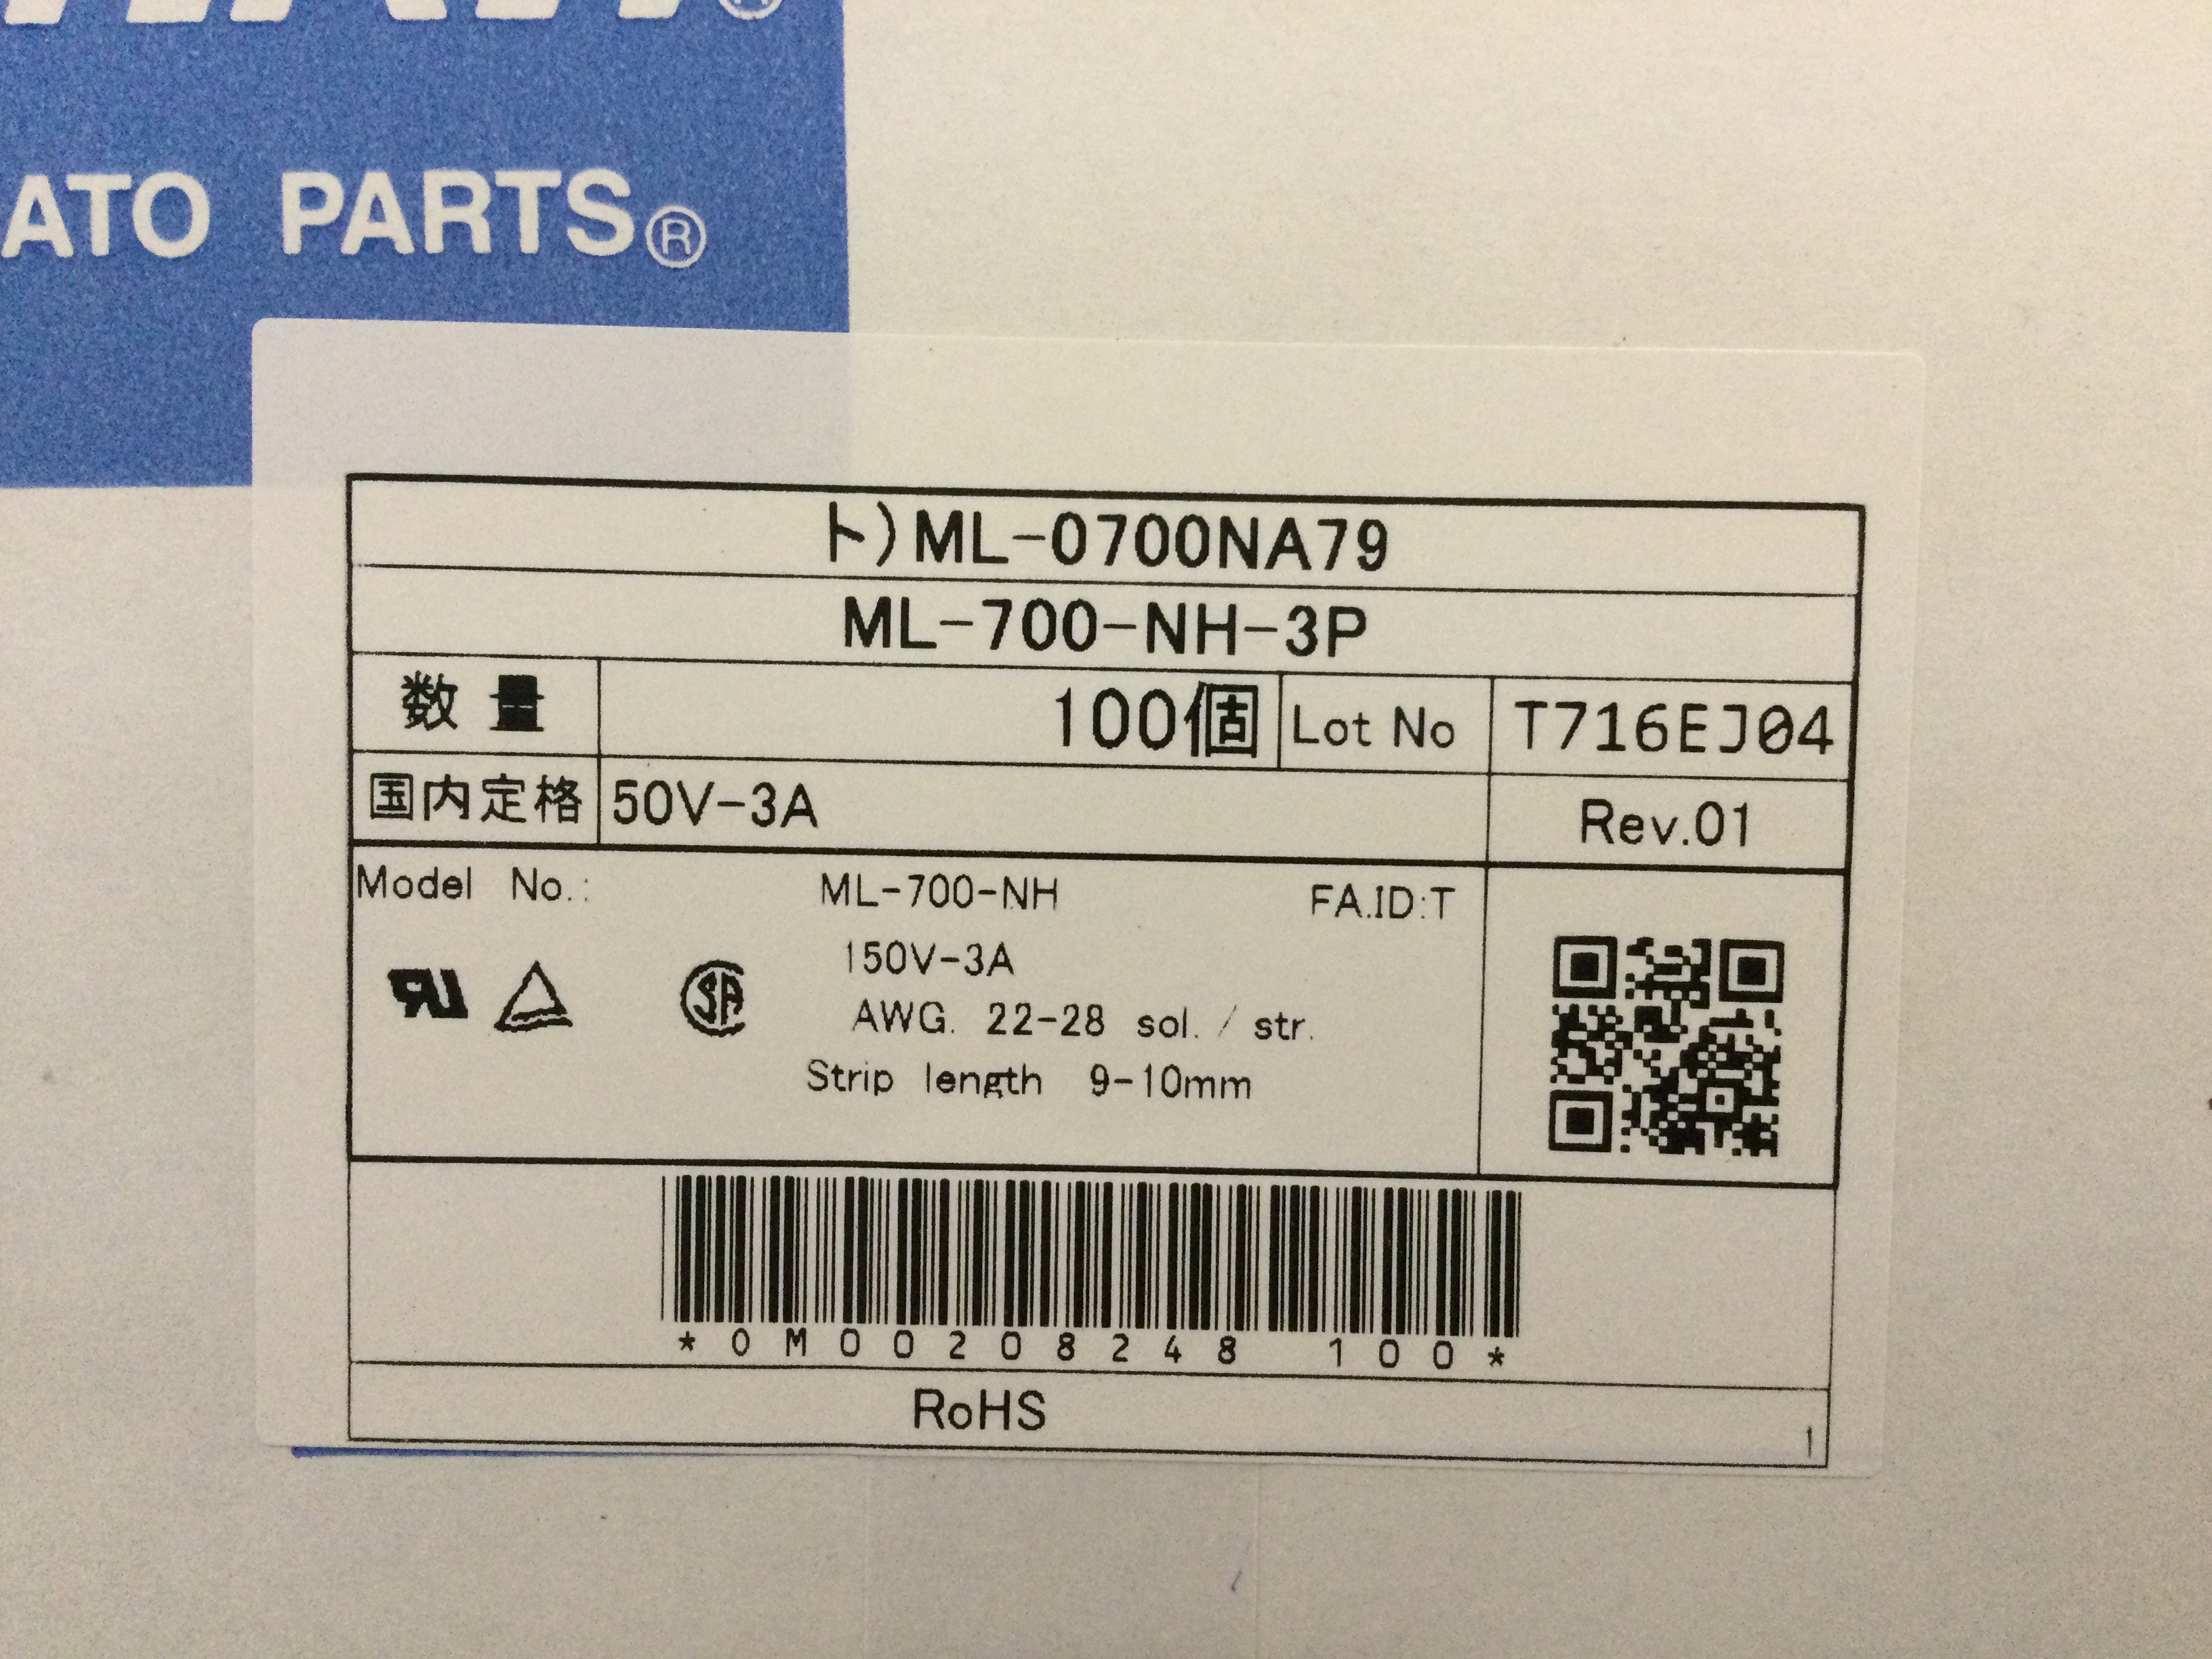 ATO PARTS®
ト)ML-0700NA79
ML-700-NH-3P
数量 100個 Lot No T716EJ04
国内定格 50V-3A Rev.01
Model No.: ML-700-NH FA.ID:T
150V-3A
AWG. 22-28 sol. / str.
Strip length 9-10mm
*0M00208248 100*
RoHS
1